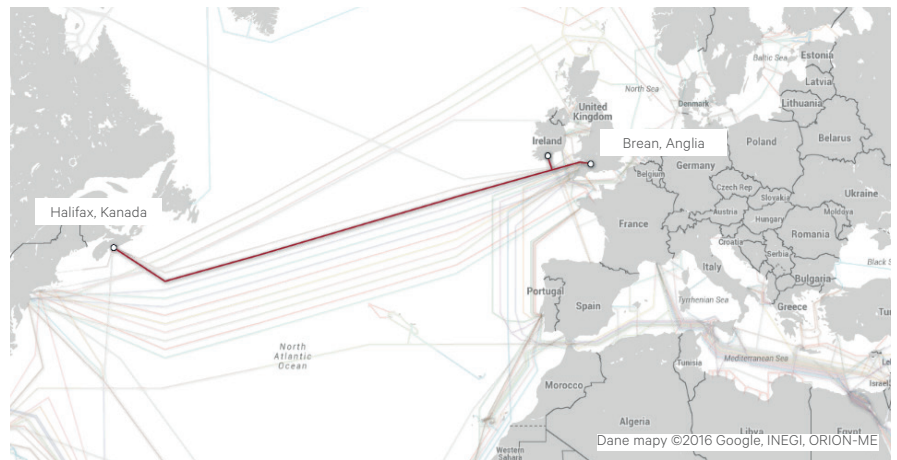 Baltic Sea
Estonia
Latvia
Lithuania
North Sea
Denmark
United
Kingdom
Ireland
Brean, Anglia
Poland
Belarus
Belgium
Germany
Czech Rep
Slovakia
Ukraine
Halifax, Kanada
Austria
Hungary
Moldova
France
Croatia
Romania
Serbia
Italy
Bulgaria
Black S
Portugal
Spain
Tyrrhenian Sea
Greece
Tur
North
Atlantic
Ocean
Tunisia
Mediterranean Sea
Le
Israel
Morocco
Algeria
Libya
Egypt
Western
Sahara
Dane mapy ©2016 Google, INEGI, ORION-ME